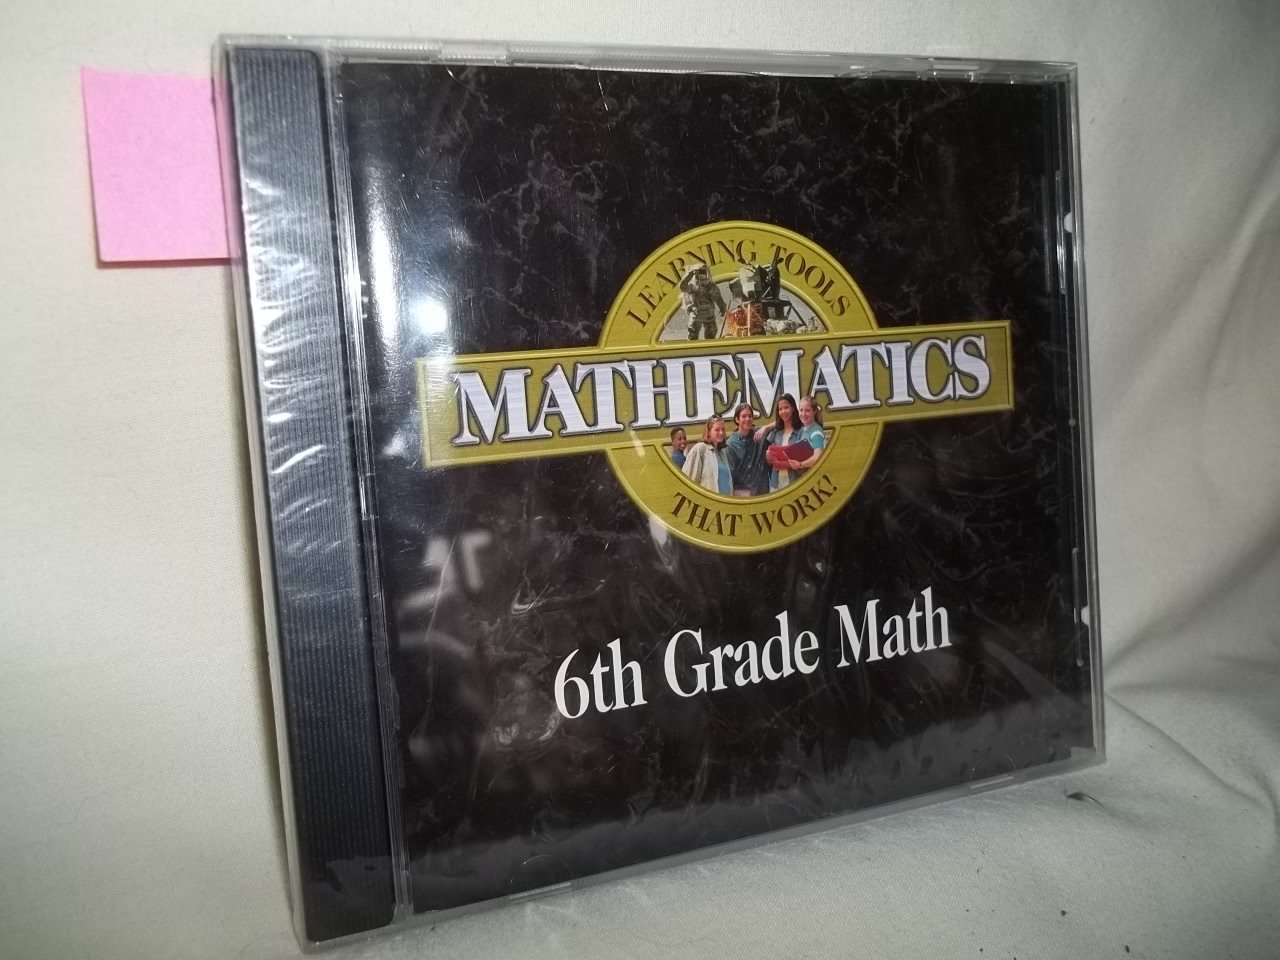 LEARNING TOOLS
MATHEMATICS
THAT WORK!
6th Grade Math